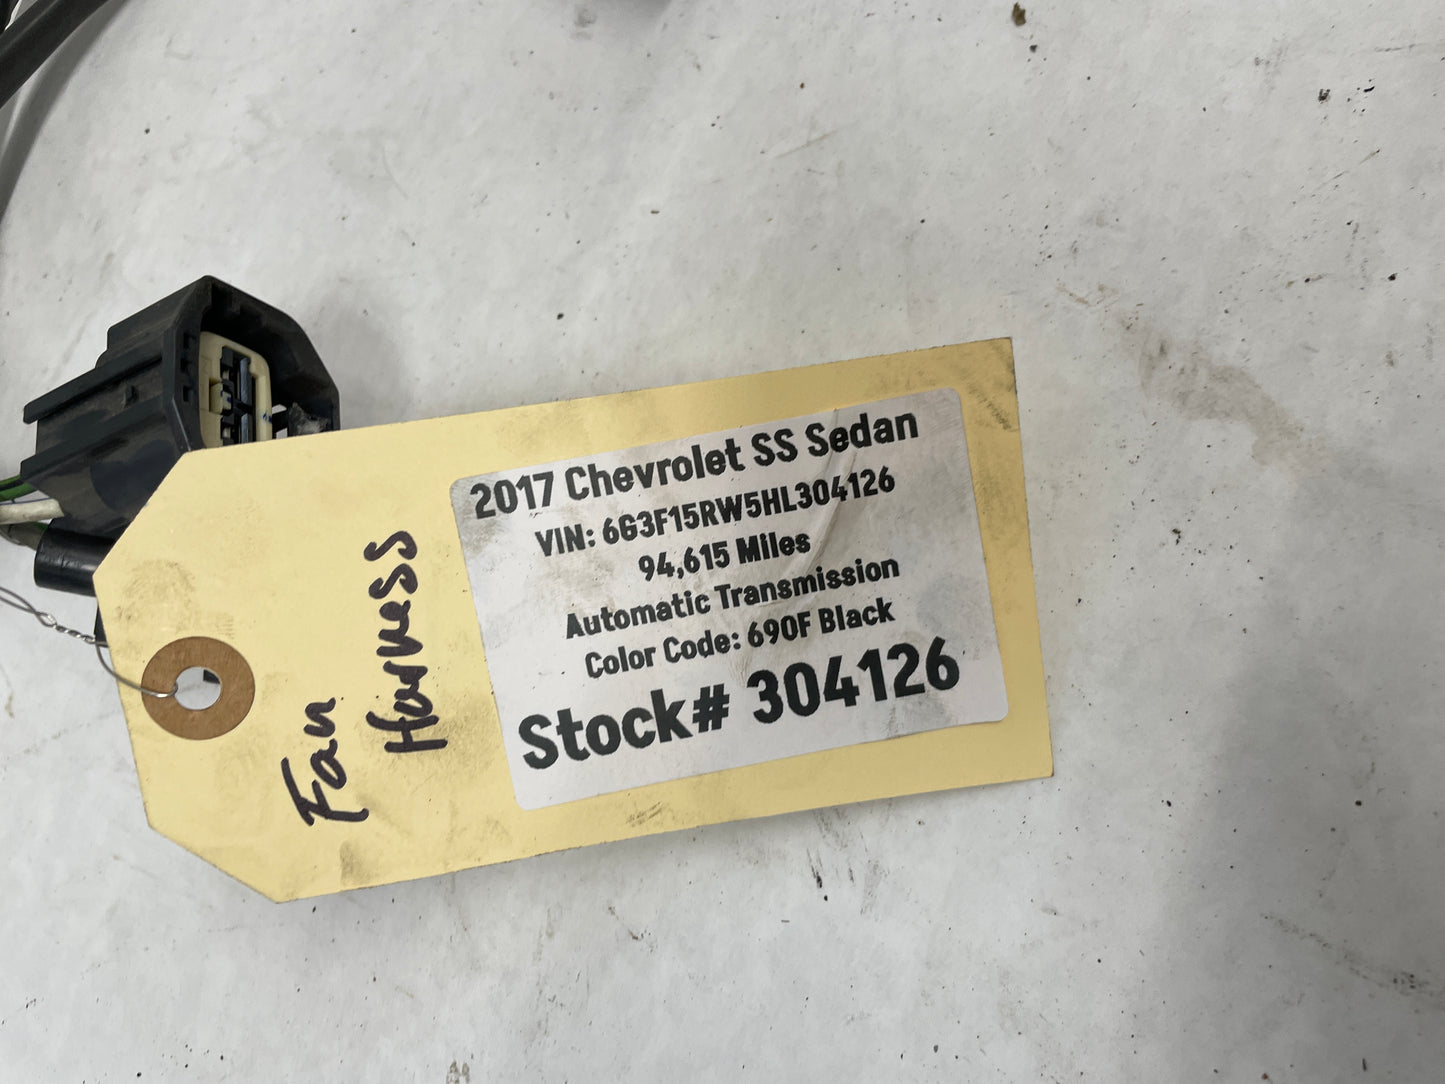 Fan
Harness
2017 Chevrolet SS Sedan
VIN: 6G3F15RW5HL304126
94,615 Miles
Automatic Transmission
Color Code: 690F Black
Stock# 304126